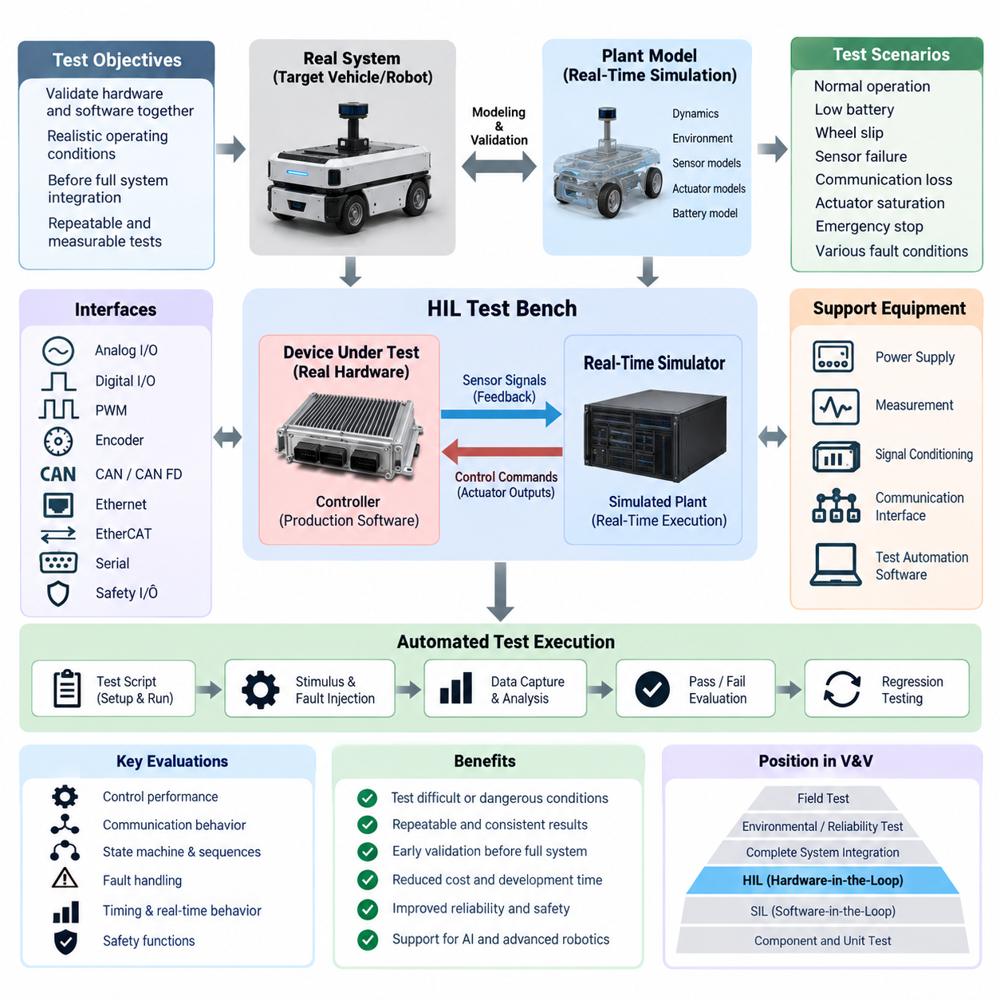 Test Objectives
Validate hardware
and software together
Realistic operating
conditions
Before full system
integration
Repeatable and
measurable tests
Real System
(Target Vehicle/Robot)
Modeling
&
Validation
Plant Model
(Real-Time Simulation)
Dynamics
Environment
Sensor models
Actuator models
Battery model
Test Scenarios
Normal operation
Low battery
Wheel slip
Sensor failure
Communication loss
Actuator saturation
Emergency stop
Various fault conditions
Interfaces
Analog I/O
Digital I/O
PWM
Encoder
CAN
CAN / CAN FD
Ethernet
EtherCAT
Serial
Safety I/Ô
HIL Test Bench
Device Under Test
(Real Hardware)
Controller
(Production Software)
Sensor Signals
(Feedback)
Control Commands
(Actuator Outputs)
Real-Time Simulator
Simulated Plant
(Real-Time Execution)
Support Equipment
Power Supply
Measurement
Signal Conditioning
Communication
Interface
Test Automation
Software
Automated Test Execution
Test Script
(Setup & Run)
Stimulus &
Fault Injection
Data Capture
& Analysis
Pass / Fail
Evaluation
Regression
Testing
Key Evaluations
Control performance
Communication behavior
State machine & sequences
Fault handling
Timing & real-time behavior
Safety functions
Benefits
Test difficult or dangerous conditions
Repeatable and consistent results
Early validation before full system
Reduced cost and development time
Improved reliability and safety
Support for AI and advanced robotics
Position in V&V
Field Test
Environmental / Reliability Test
Complete System Integration
HIL (Hardware-in-the-Loop)
SIL (Software-in-the-Loop)
Component and Unit Test